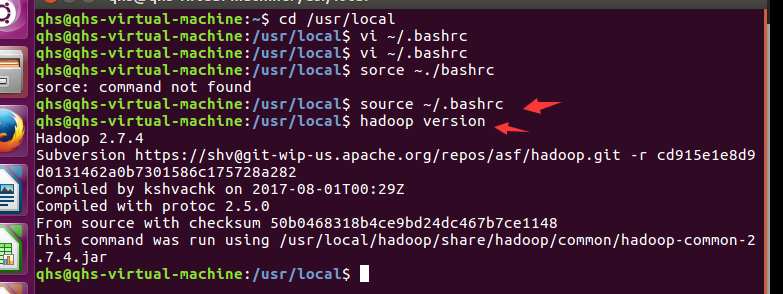 qhs@qhs-virtual-machine:~$ cd /usr/local
qhs@qhs-virtual-machine:/usr/local$ vi ~/.bashrc
qhs@qhs-virtual-machine:/usr/local$ vi ~/.bashrc
qhs@qhs-virtual-machine:/usr/local$ sorce ~./bashrc
sorce: command not found
qhs@qhs-virtual-machine:/usr/local$ source ~/.bashrc
qhs@qhs-virtual-machine:/usr/local$ hadoop version
Hadoop 2.7.4
Subversion https://shv@git-wip-us.apache.org/repos/asf/hadoop.git -r cd915e1e8d9
d0131462a0b7301586c175728a282
Compiled by kshvachk on 2017-08-01T00:29Z
Compiled with protoc 2.5.0
From source with checksum 50b0468318b4ce9bd24dc467b7ce1148
This command was run using /usr/local/hadoop/share/hadoop/common/hadoop-common-2
.7.4.jar
qhs@qhs-virtual-machine:/usr/local$